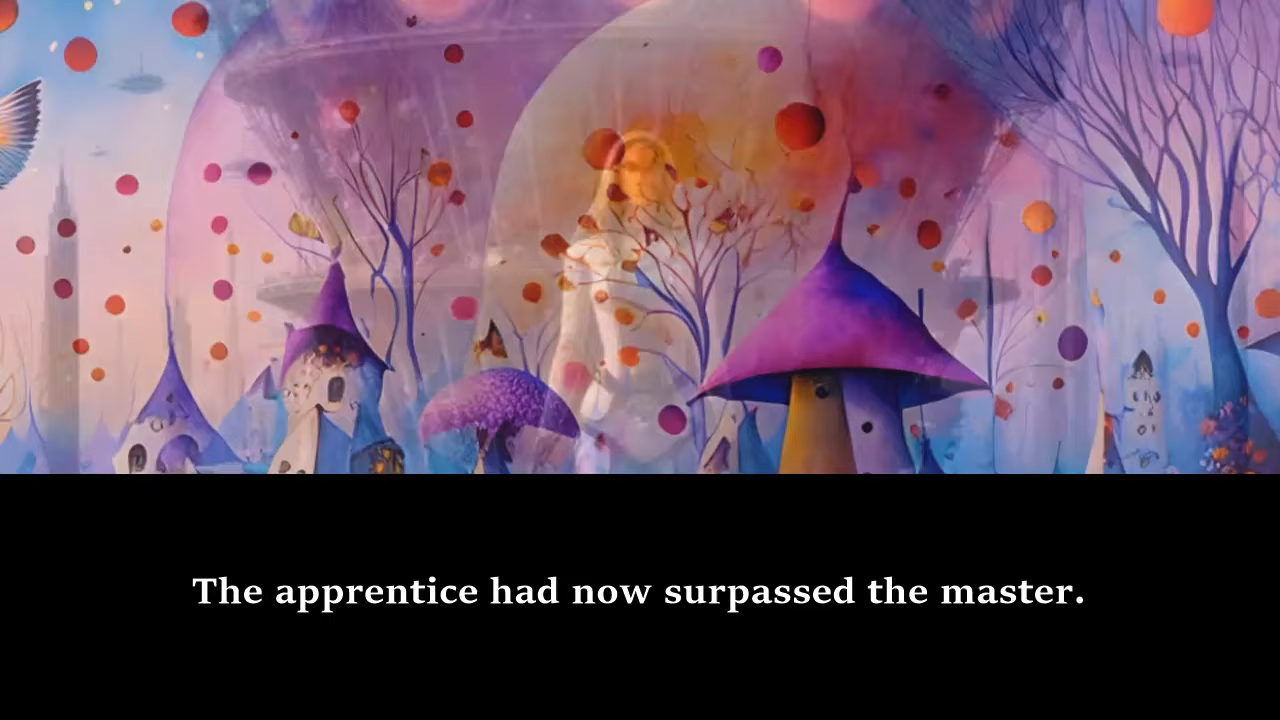 The apprentice had now surpassed the master.